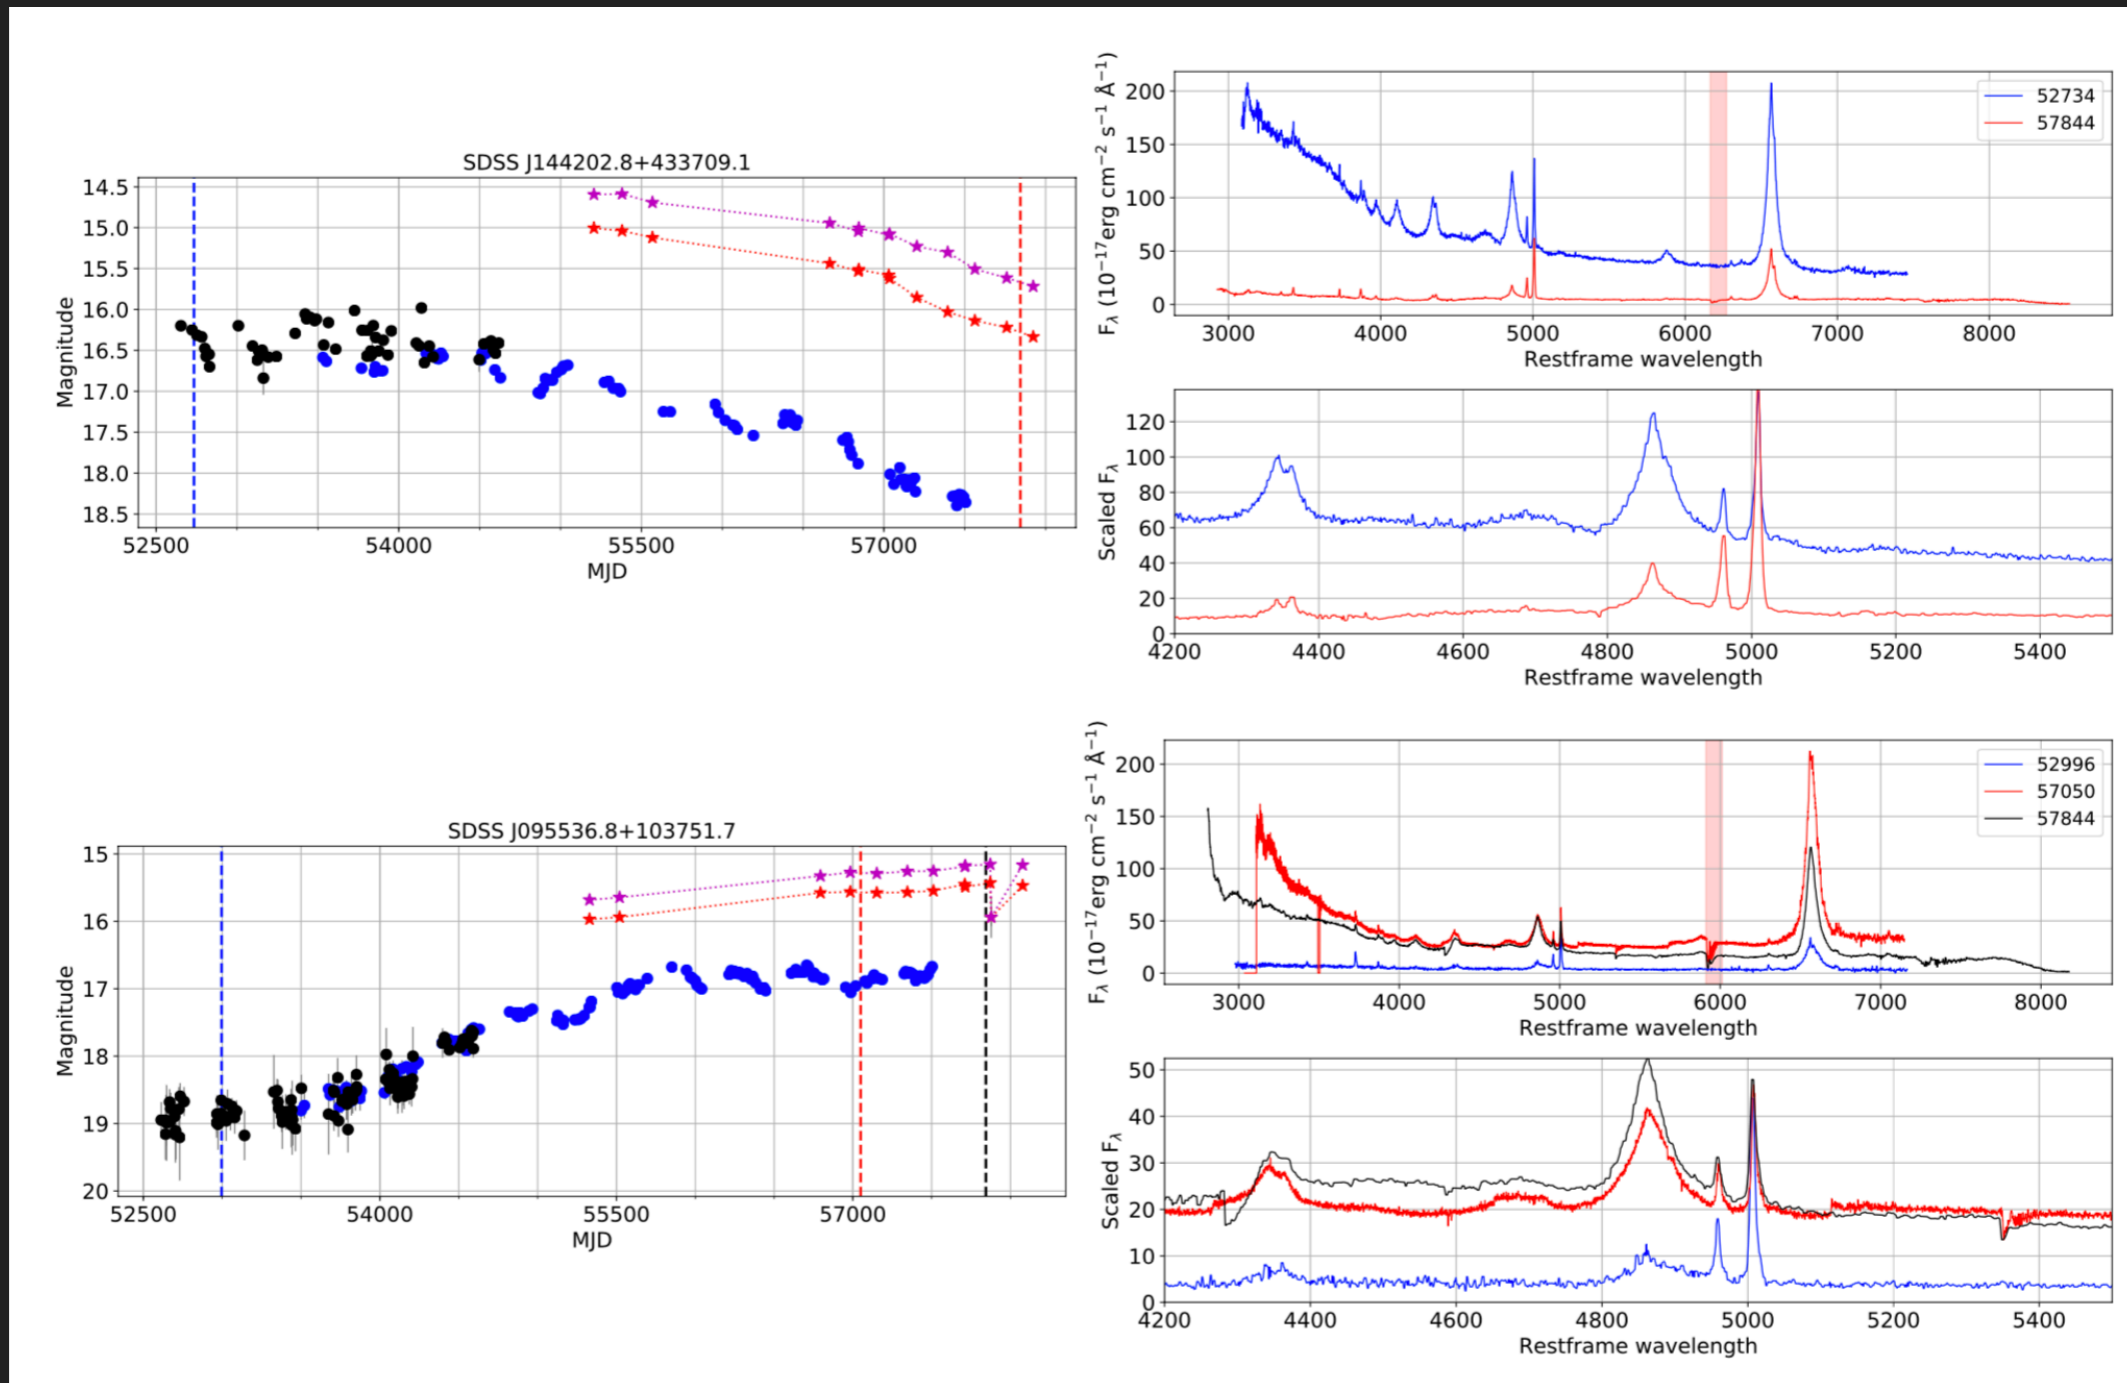 SDSS J144202.8+433709.1
Magnitude
14.5
15.0
15.5
16.0
16.5
17.0
17.5
18.0
18.5
52500 54000 55500 57000
MJD
F_λ (10⁻¹⁷erg cm⁻² s⁻¹ Å⁻¹)
200
150
100
50
0
52734
57844
3000 4000 5000 6000 7000 8000
Restframe wavelength
Scaled F_λ
120
100
80
60
40
20
0
4200 4400 4600 4800 5000 5200 5400
Restframe wavelength
SDSS J095536.8+103751.7
Magnitude
15
16
17
18
19
20
52500 54000 55500 57000
MJD
F_λ (10⁻¹⁷erg cm⁻² s⁻¹ Å⁻¹)
200
150
100
50
0
52996
57050
57844
3000 4000 5000 6000 7000 8000
Restframe wavelength
Scaled F_λ
50
40
30
20
10
0
4200 4400 4600 4800 5000 5200 5400
Restframe wavelength